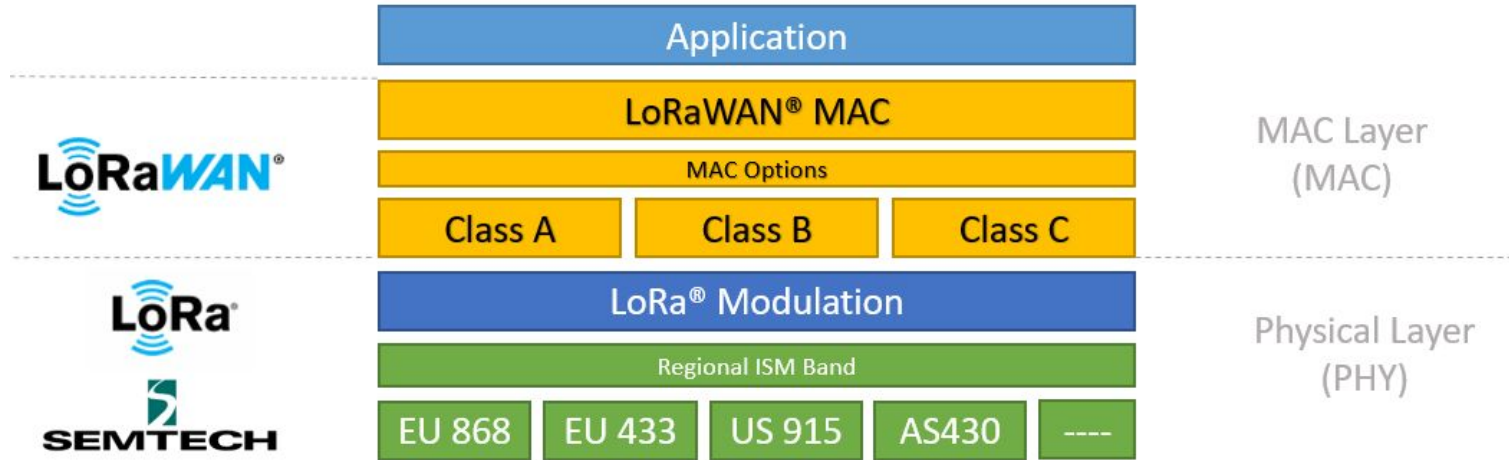 Application
LoRaWAN® MAC
MAC Options
Class A Class B Class C
LoRaWAN®
MAC Layer
(MAC)
LoRa® Modulation
Regional ISM Band
EU 868 EU 433 US 915 AS430 ----
LoRa®
SEMTECH
Physical Layer
(PHY)